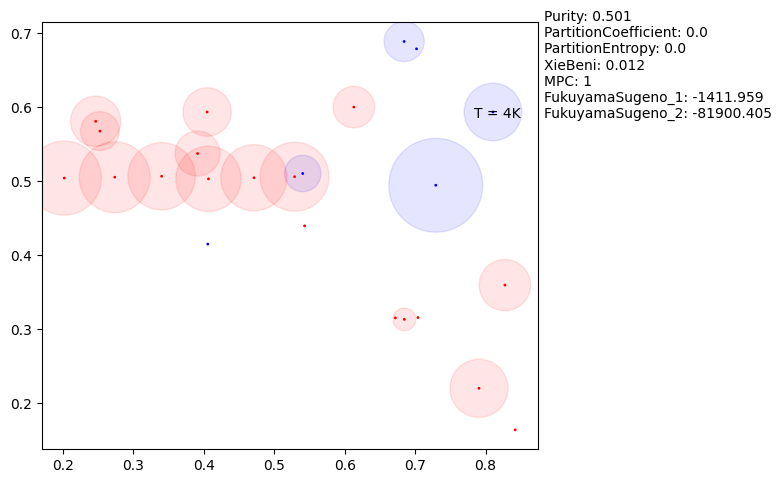 Purity: 0.501
PartitionCoefficient: 0.0
PartitionEntropy: 0.0
XieBeni: 0.012
MPC: 1
FukuyamaSugeno_1: -1411.959
FukuyamaSugeno_2: -81900.405
0.7
0.6
T = 4K
0.5
0.4
0.3
0.2
0.2 0.3 0.4 0.5 0.6 0.7 0.8